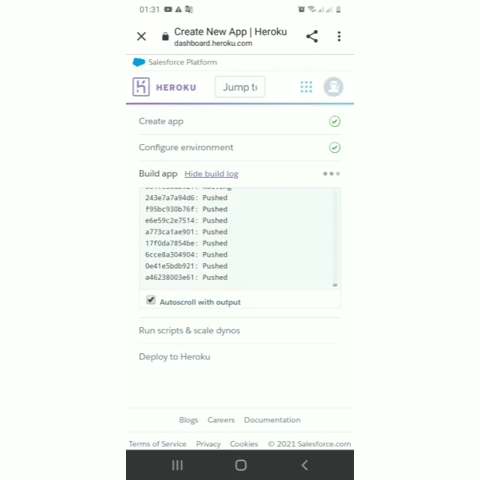 01:31
Create New App | Heroku
dashboard.heroku.com
Salesforce Platform
HEROKU
Jump to
Create app
Configure environment
Build app Hide build log
243e7a7a94d6: Pushed
f95bc930b76f: Pushed
e6e59c2e7514: Pushed
a773ca1ae901: Pushed
17f0da7854be: Pushed
6cce8a304904: Pushed
0e41e5bdb921: Pushed
a46238003e61: Pushed
Autoscroll with output
Run scripts & scale dynos
Deploy to Heroku
Blogs Careers Documentation
Terms of Service Privacy Cookies © 2021 Salesforce.com